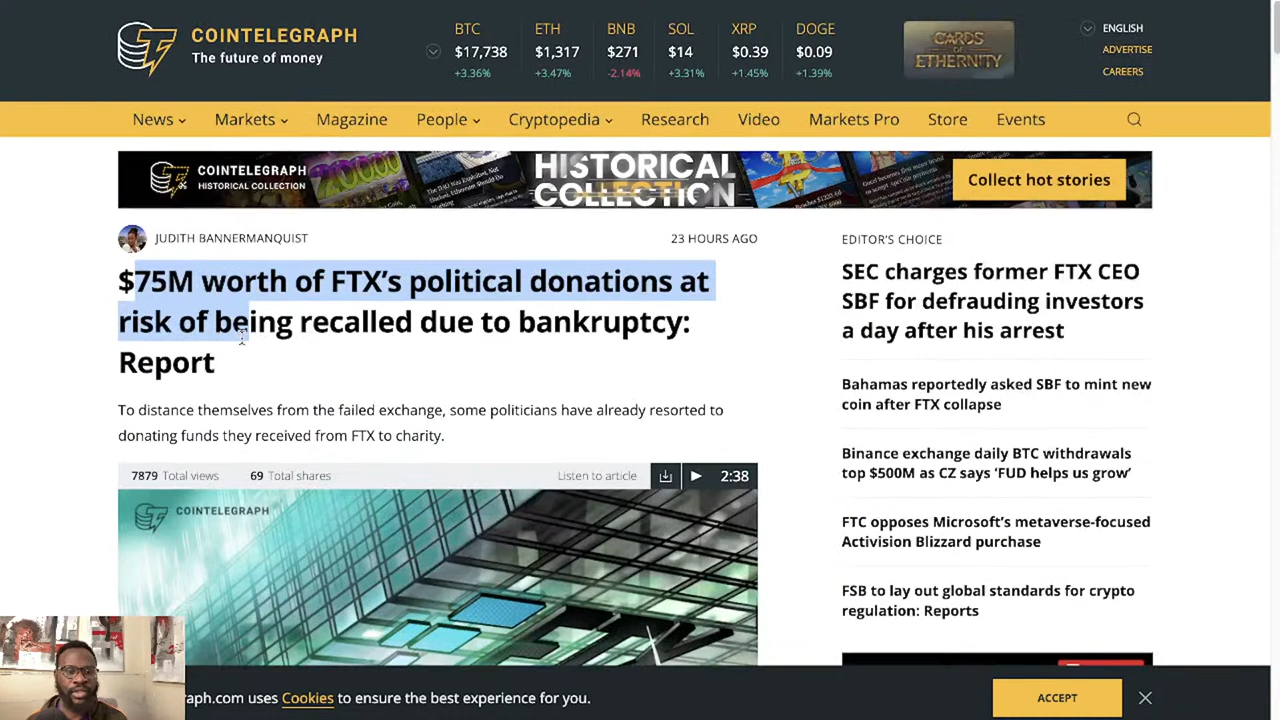 COINTELEGRAPH
The future of money
BTC ETH BNB SOL XRP DOGE
$17,738 $1,317 $271 $14 $0.39 $0.09
+3.36% +3.47% -2.14% +3.31% +1.45% +1.39%
CARDS
OF
ETHERNITY
ENGLISH
ADVERTISE
CAREERS
News Markets Magazine People Cryptopedia Research Video Markets Pro Store Events
COINTELEGRAPH
HISTORICAL COLLECTION
HISTORICAL
COLLECTION
Collect hot stories
JUDITH BANNERMANQUIST 23 HOURS AGO
$75M worth of FTX’s political donations at
risk of being recalled due to bankruptcy:
Report
To distance themselves from the failed exchange, some politicians have already resorted to
donating funds they received from FTX to charity.
7879 Total views 69 Total shares Listen to article 2:38
COINTELEGRAPH
EDITOR’S CHOICE
SEC charges former FTX CEO
SBF for defrauding investors
a day after his arrest
Bahamas reportedly asked SBF to mint new
coin after FTX collapse
Binance exchange daily BTC withdrawals
top $500M as CZ says ‘FUD helps us grow’
FTC opposes Microsoft’s metaverse-focused
Activision Blizzard purchase
FSB to lay out global standards for crypto
regulation: Reports
aph.com uses Cookies to ensure the best experience for you.
ACCEPT